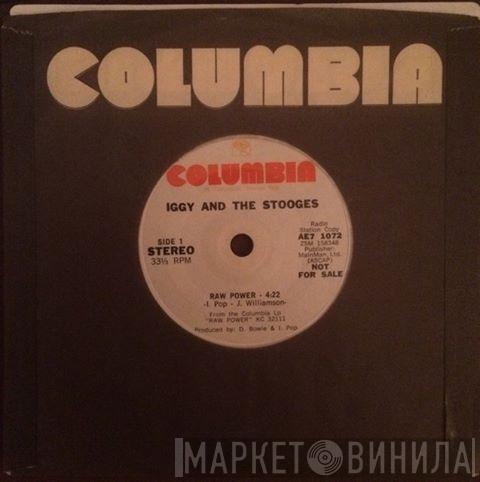 COLUMBIA
COLUMBIA
IGGY AND THE STOOGES
SIDE 1
STEREO
33⅓ RPM
Radio
Station Copy
AE7 1072
ZSM 158348
Publisher:
MainMan, Ltd.
(ASCAP)
NOT
FOR SALE
RAW POWER - 4:22
-I. Pop - J. Williamson-
From the Columbia Lp
"RAW POWER" KC 32111
Produced by: D. Bowie & I. Pop
МАРКЕТ ВИНИЛА